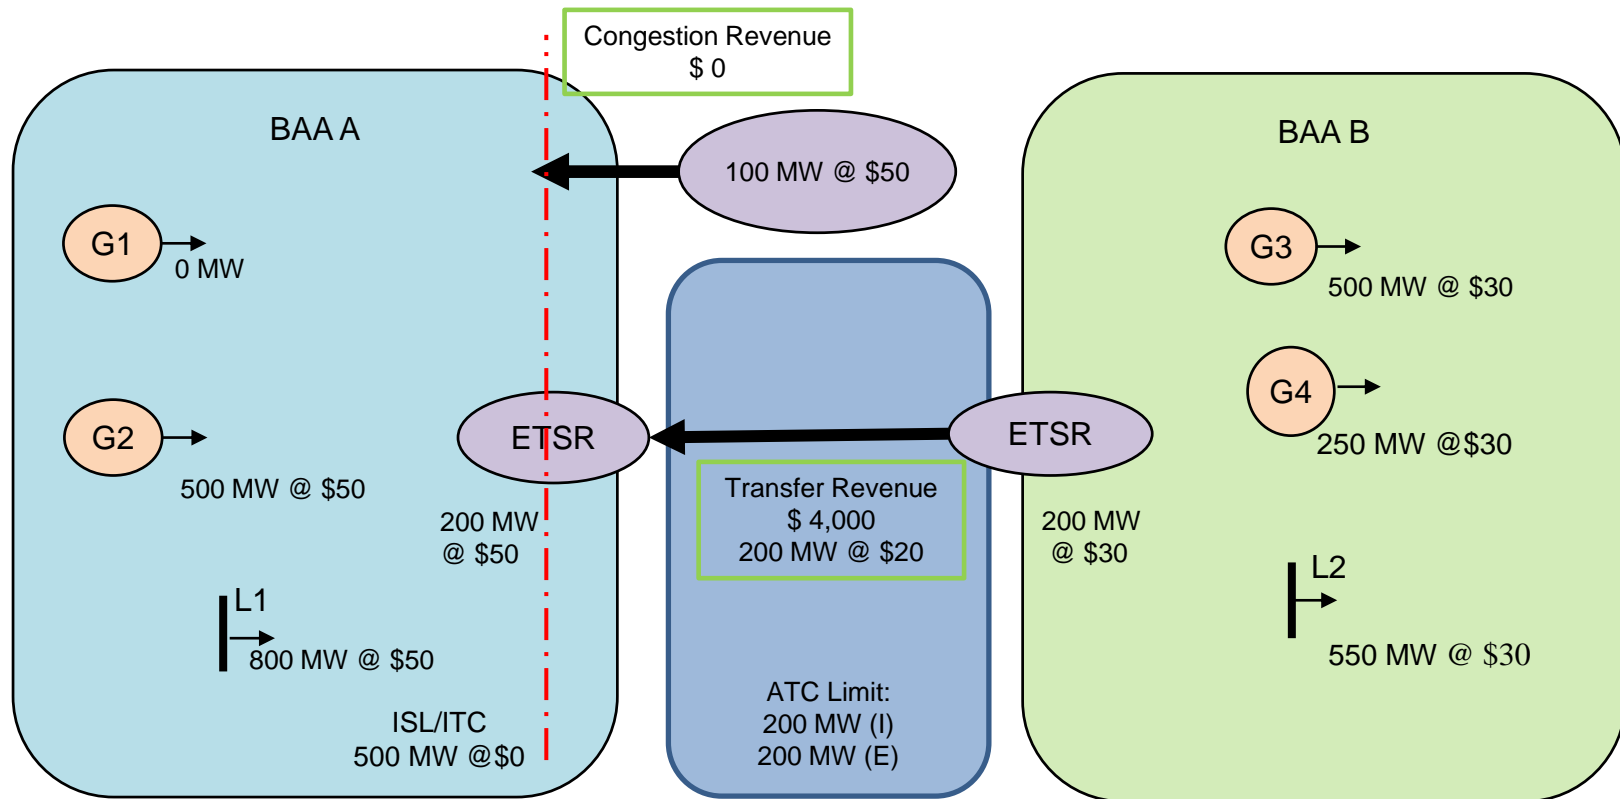 Congestion Revenue
$ 0
BAA A
BAA B
100 MW @ $50
G1
0 MW
G3
500 MW @ $30
G2
500 MW @ $50
ETSR
200 MW
@ $50
Transfer Revenue
$ 4,000
200 MW @ $20
ETSR
200 MW
@ $30
G4
250 MW @$30
L1
800 MW @ $50
L2
550 MW @ $30
ISL/ITC
500 MW @$0
ATC Limit:
200 MW (I)
200 MW (E)